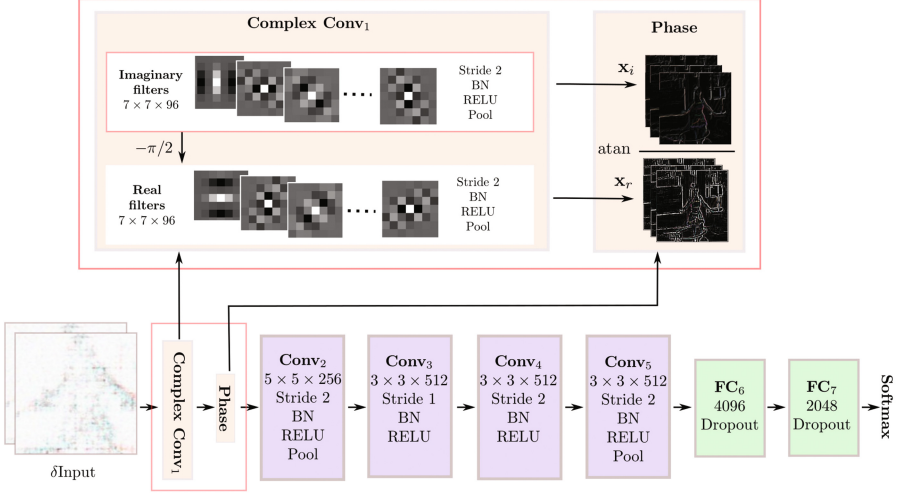 Complex Conv₁
Imaginary
filters
7 × 7 × 96
Stride 2
BN
RELU
Pool
−π/2
Real
filters
7 × 7 × 96
Stride 2
BN
RELU
Pool
Phase
xᵢ
atan
xᵣ
δInput
Complex Conv₁
Phase
Conv₂
5 × 5 × 256
Stride 2
BN
RELU
Pool
Conv₃
3 × 3 × 512
Stride 1
BN
RELU
Conv₄
3 × 3 × 512
Stride 2
BN
RELU
Conv₅
3 × 3 × 512
Stride 2
BN
RELU
Pool
FC₆
4096
Dropout
FC₇
2048
Dropout
Softmax